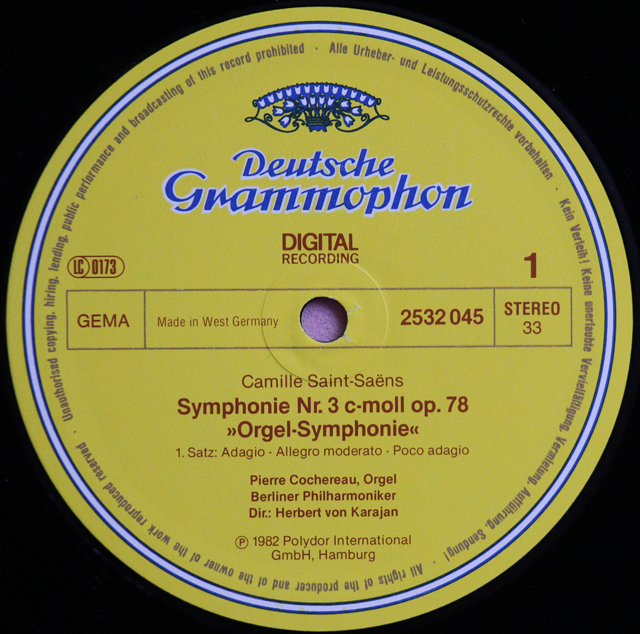 Unauthorised copying, hiring, lending, public performance and broadcasting of this record prohibited · Alle Urheber- und Leistungsschutzrechte vorbehalten · Kein Verleih! Keine unerlaubte Vervielfältigung, Vermietung, Aufführung, Sendung! · All rights of the producer and of the owner of the work reproduced reserved ·
Deutsche
Grammophon
DIGITAL
RECORDING
LC 0173
1
GEMA
Made in West Germany
2532 045
STEREO
33
Camille Saint-Saëns
Symphonie Nr. 3 c-moll op. 78
»Orgel-Symphonie«
1. Satz: Adagio - Allegro moderato - Poco adagio
Pierre Cochereau, Orgel
Berliner Philharmoniker
Dir.: Herbert von Karajan
Ⓟ 1982 Polydor International
GmbH, Hamburg